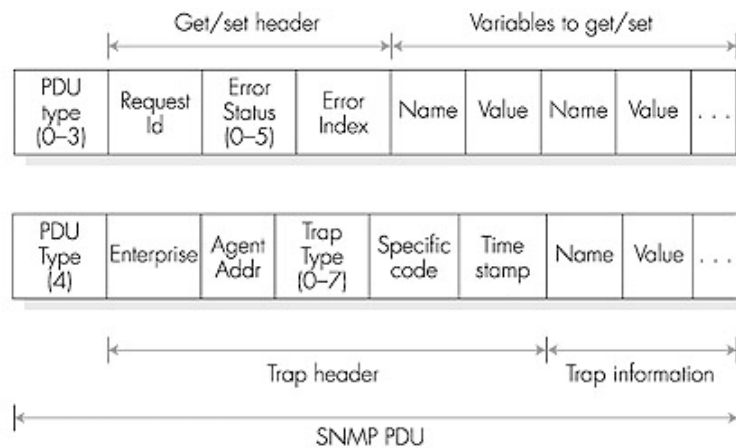 Get/set header
Variables to get/set
PDU type (0–3)
Request Id
Error Status (0–5)
Error Index
Name
Value
Name
Value
...
PDU Type (4)
Enterprise
Agent Addr
Trap Type (0–7)
Specific code
Time stamp
Name
Value
...
Trap header
Trap information
SNMP PDU